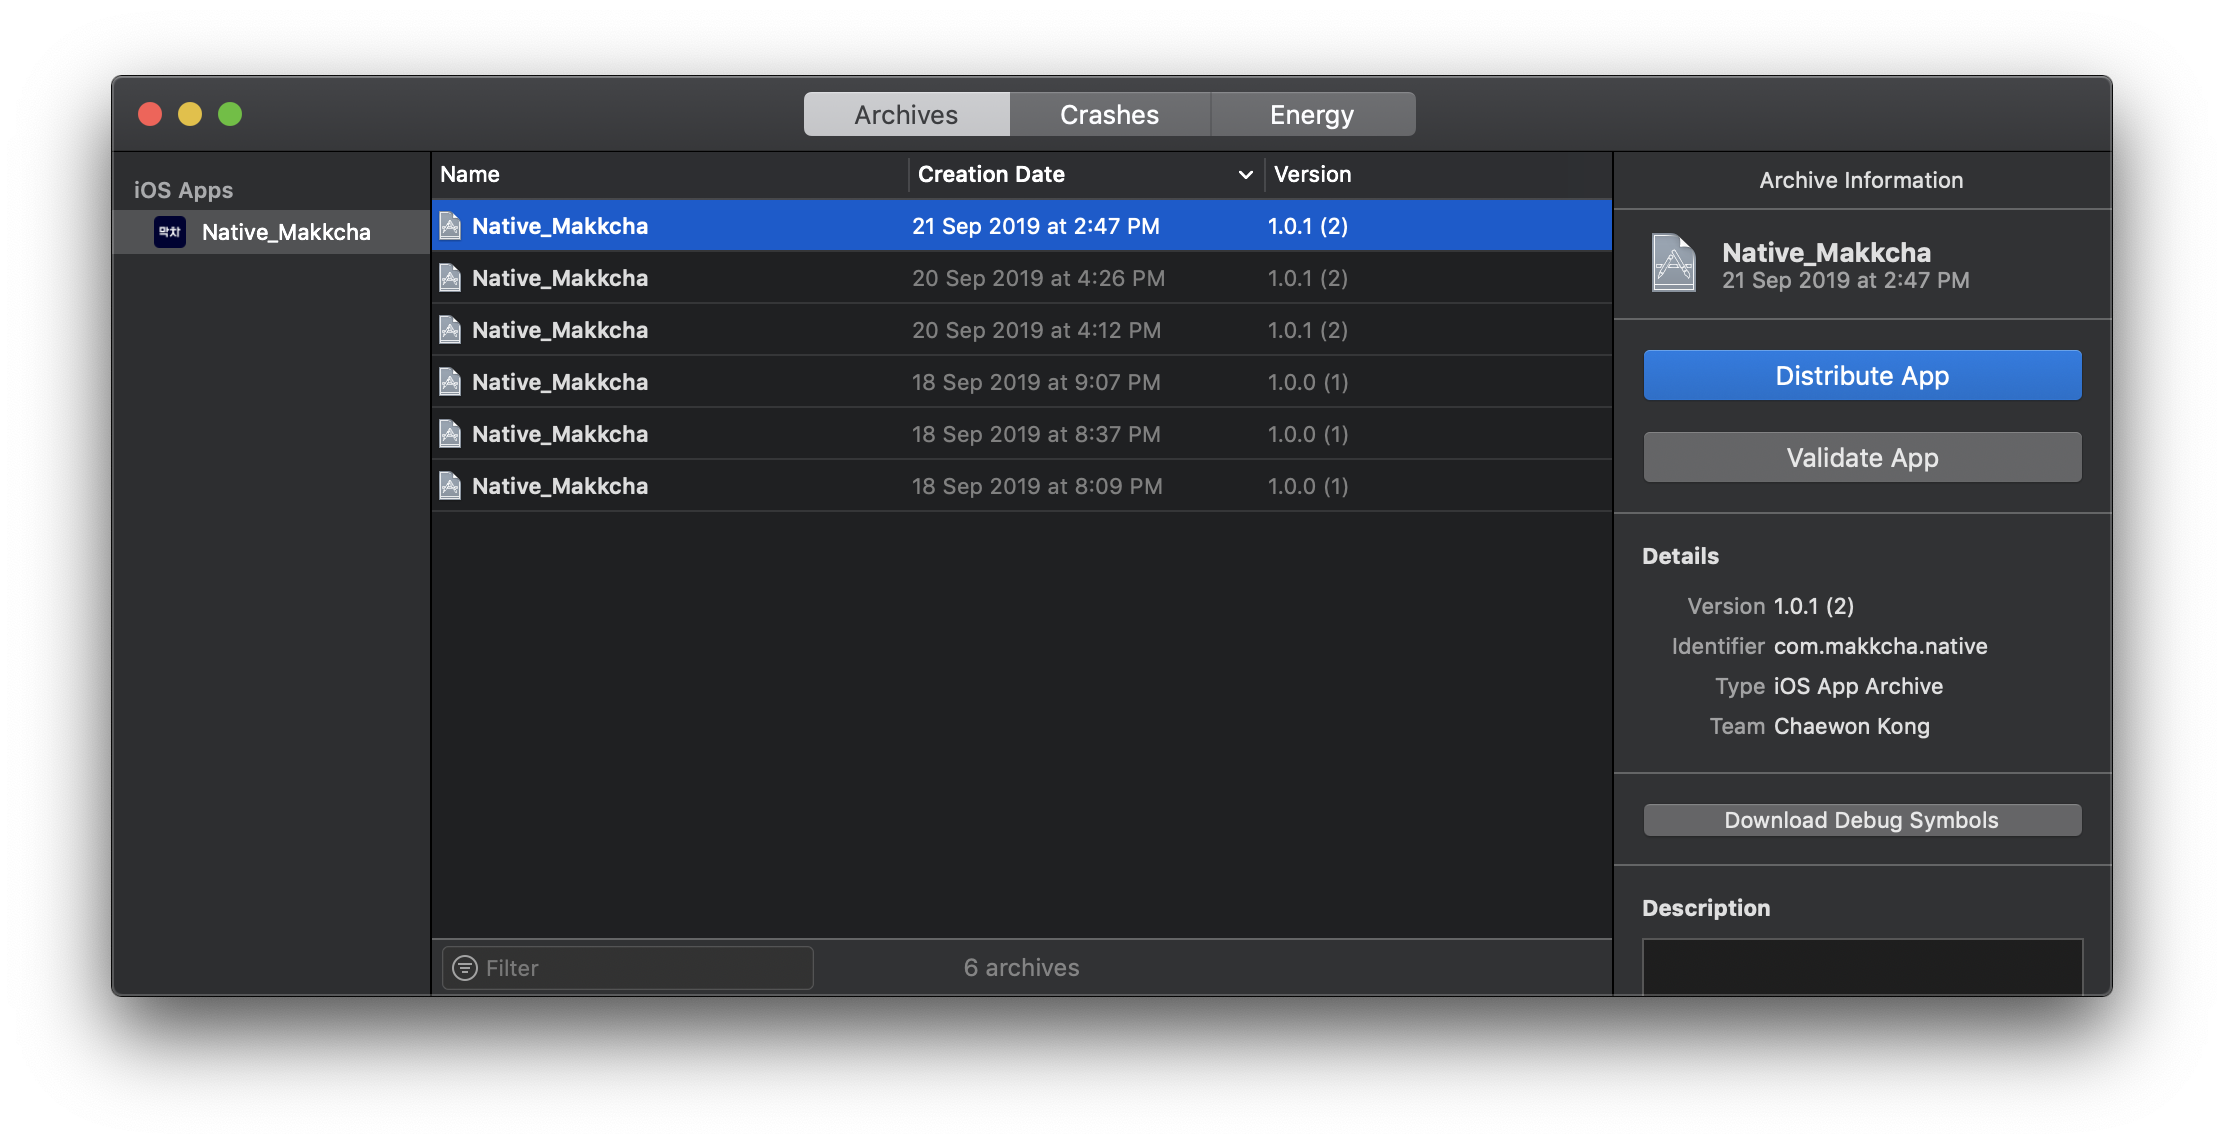 Archives Crashes Energy
iOS Apps
막차 Native_Makkcha
Name Creation Date Version
Native_Makkcha 21 Sep 2019 at 2:47 PM 1.0.1 (2)
Native_Makkcha 20 Sep 2019 at 4:26 PM 1.0.1 (2)
Native_Makkcha 20 Sep 2019 at 4:12 PM 1.0.1 (2)
Native_Makkcha 18 Sep 2019 at 9:07 PM 1.0.0 (1)
Native_Makkcha 18 Sep 2019 at 8:37 PM 1.0.0 (1)
Native_Makkcha 18 Sep 2019 at 8:09 PM 1.0.0 (1)
Filter 6 archives
Archive Information
Native_Makkcha
21 Sep 2019 at 2:47 PM
Distribute App
Validate App
Details
Version 1.0.1 (2)
Identifier com.makkcha.native
Type iOS App Archive
Team Chaewon Kong
Download Debug Symbols
Description